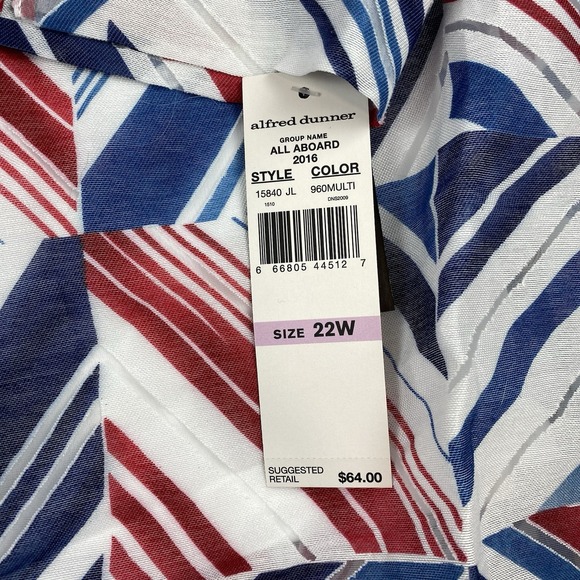 alfred dunner
GROUP NAME
ALL ABOARD
2016
STYLE COLOR
15840 JL 960MULTI
1510 DNS2009
6 66805 44512 7
SIZE 22W
SUGGESTED
RETAIL $64.00